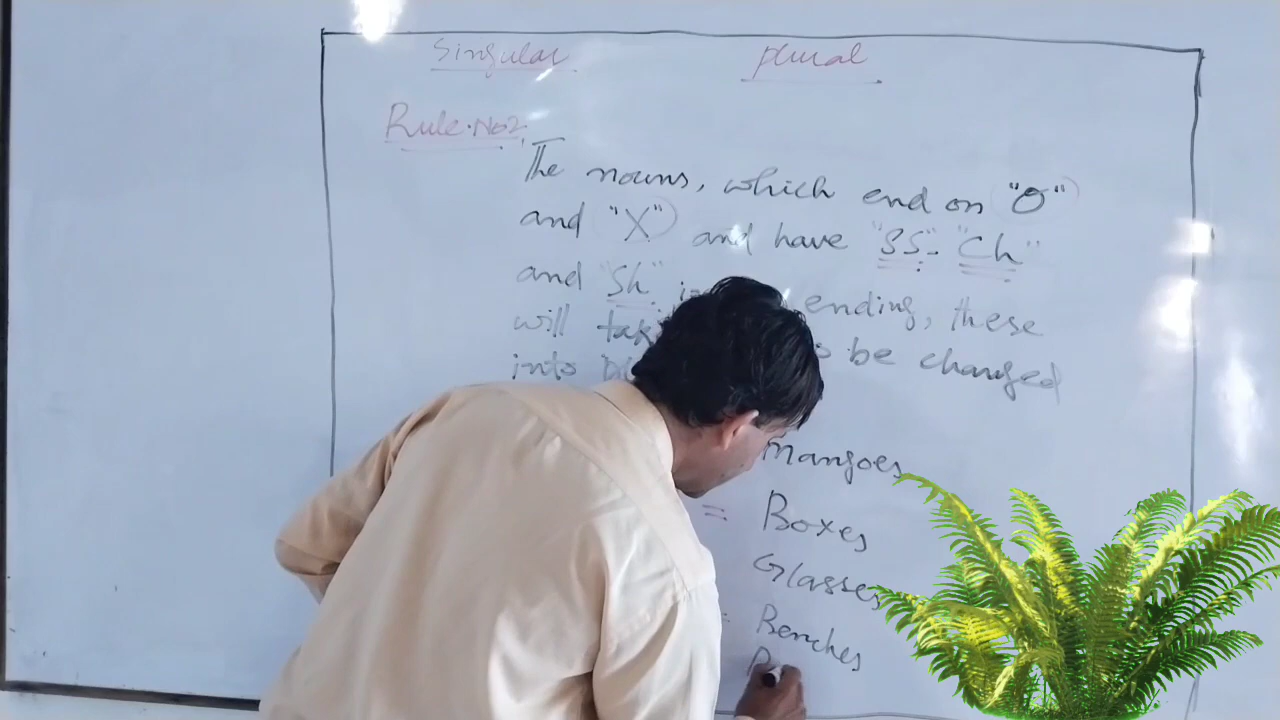 Singular plural
Rule.No2.
The nouns, which end on "O"
and "X" and have "SS". "Ch"
and "Sh" ending, these
will be changed
into
Mangoes
= Boxes
Glasses
Benches